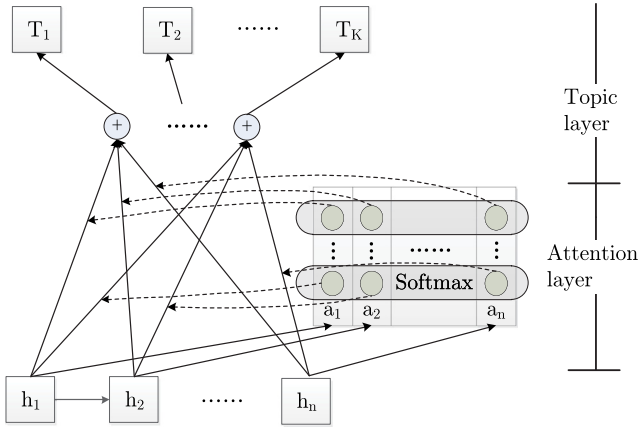 T1 T2 ...... TK
+ ...... +
Topic
layer
......
Attention
layer
Softmax
a1 a2 an
h1 h2 ...... hn